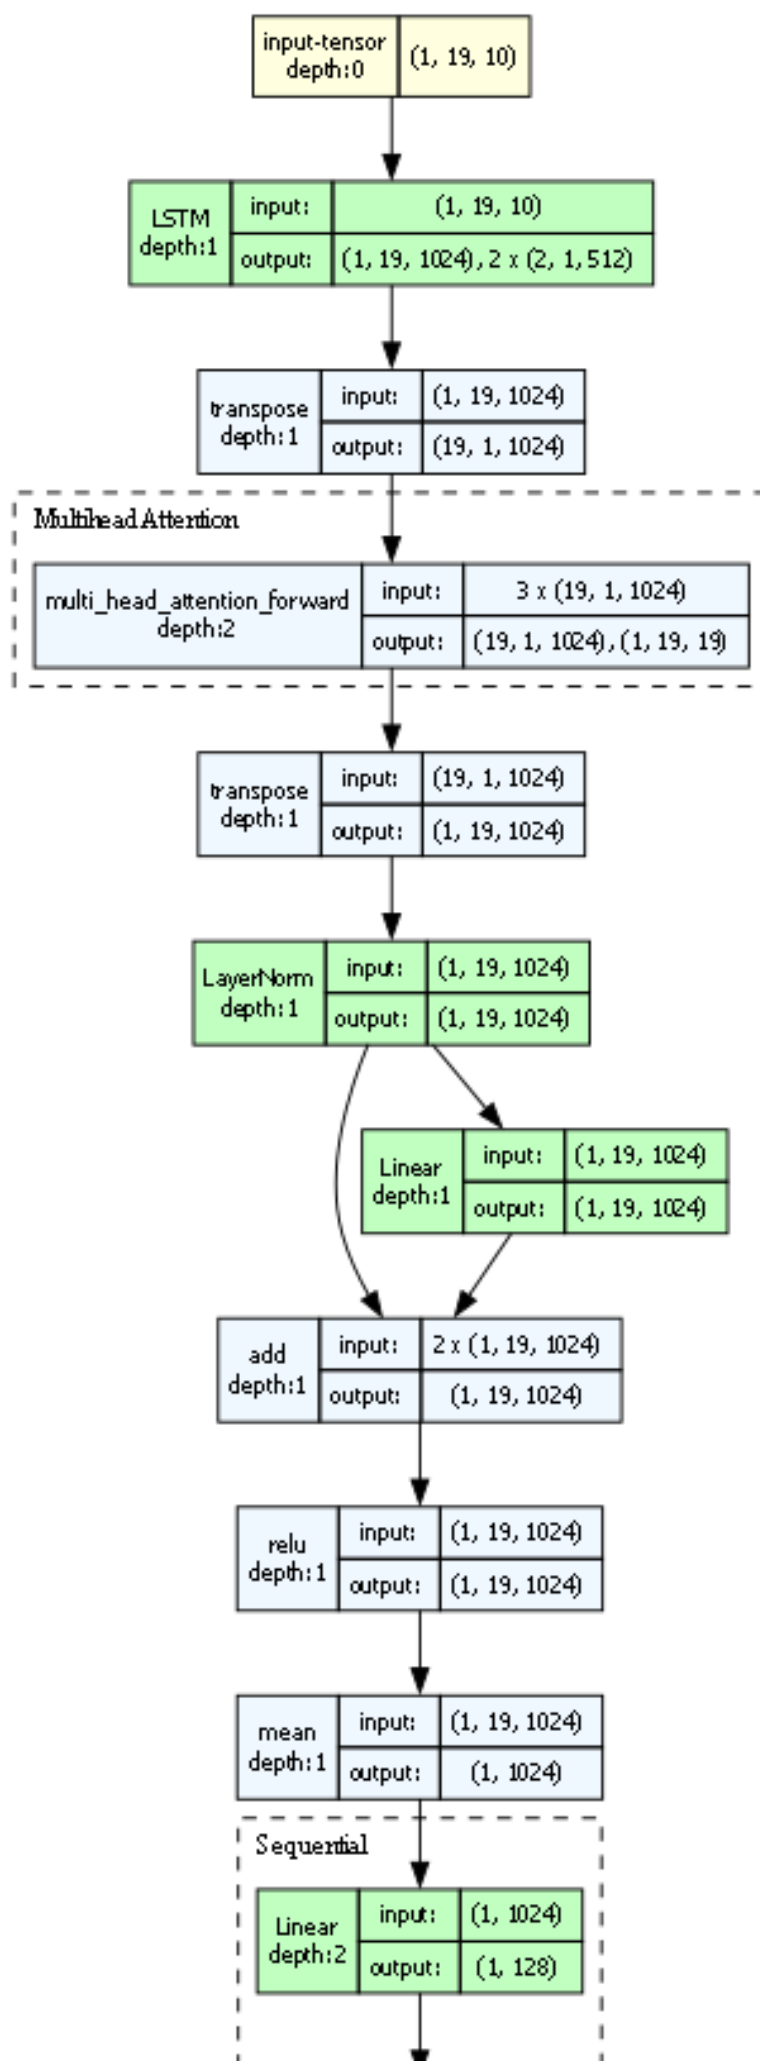 input-tensor
depth:0
(1, 19, 10)
LSTM
depth:1
input:
(1, 19, 10)
output:
(1, 19, 1024), 2 x (2, 1, 512)
transpose
depth:1
input:
(1, 19, 1024)
output:
(19, 1, 1024)
Multihead Attention
multi_head_attention_forward
depth:2
input:
3 x (19, 1, 1024)
output:
(19, 1, 1024), (1, 19, 19)
transpose
depth:1
input:
(19, 1, 1024)
output:
(1, 19, 1024)
LayerNorm
depth:1
input:
(1, 19, 1024)
output:
(1, 19, 1024)
Linear
depth:1
input:
(1, 19, 1024)
output:
(1, 19, 1024)
add
depth:1
input:
2 x (1, 19, 1024)
output:
(1, 19, 1024)
relu
depth:1
input:
(1, 19, 1024)
output:
(1, 19, 1024)
mean
depth:1
input:
(1, 19, 1024)
output:
(1, 1024)
Sequential
Linear
depth:2
input:
(1, 1024)
output:
(1, 128)